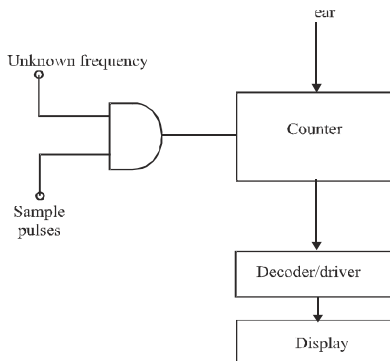 ear
Unknown frequency
Counter
Sample
pulses
Decoder/driver
Display